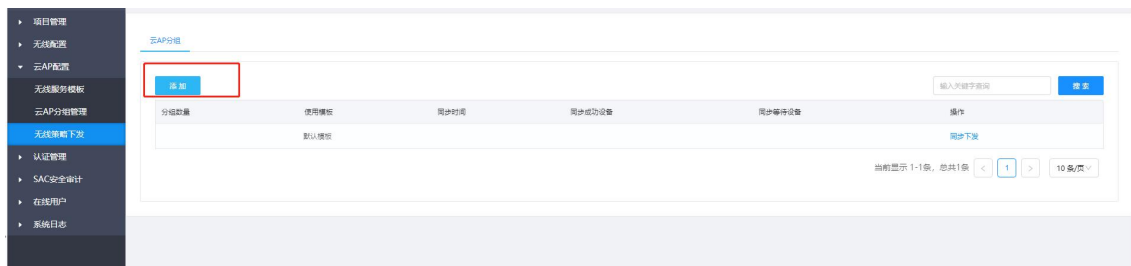 项目管理
无线配置
云AP配置
无线服务模板
云AP分组管理
无线策略下发
认证管理
SAC安全审计
在线用户
系统日志
云AP分组
添加 输入关键字查询 搜索
分组数量 使用模板 同步时间 同步成功设备 同步等待设备 操作
默认模板 同步下发
当前显示 1-1条，总共1条 < 1 > 10 条/页